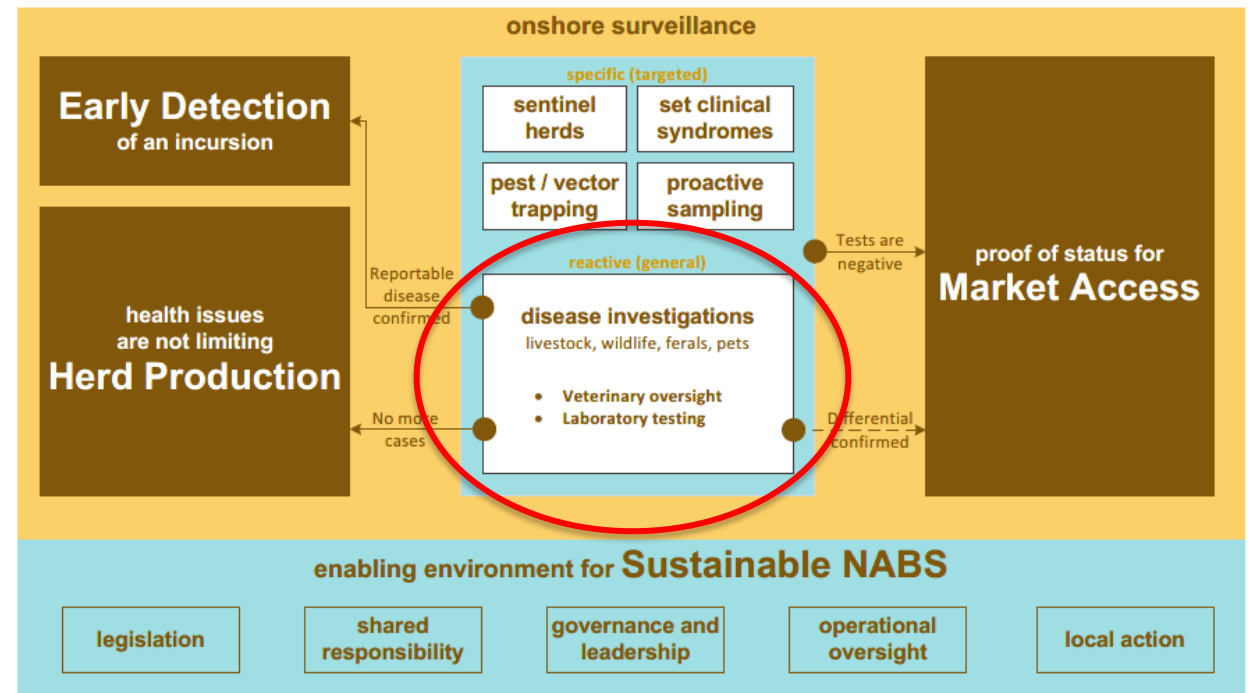 onshore surveillance
Early Detection
of an incursion
health issues
are not limiting
Herd Production
Reportable
disease
confirmed
No more
cases
specific (targeted)
sentinel
herds
set clinical
syndromes
pest / vector
trapping
proactive
sampling
reactive (general)
disease investigations
livestock, wildlife, ferals, pets
• Veterinary oversight
• Laboratory testing
Tests are
negative
Differential
confirmed
proof of status for
Market Access
enabling environment for Sustainable NABS
legislation
shared
responsibility
governance and
leadership
operational
oversight
local action